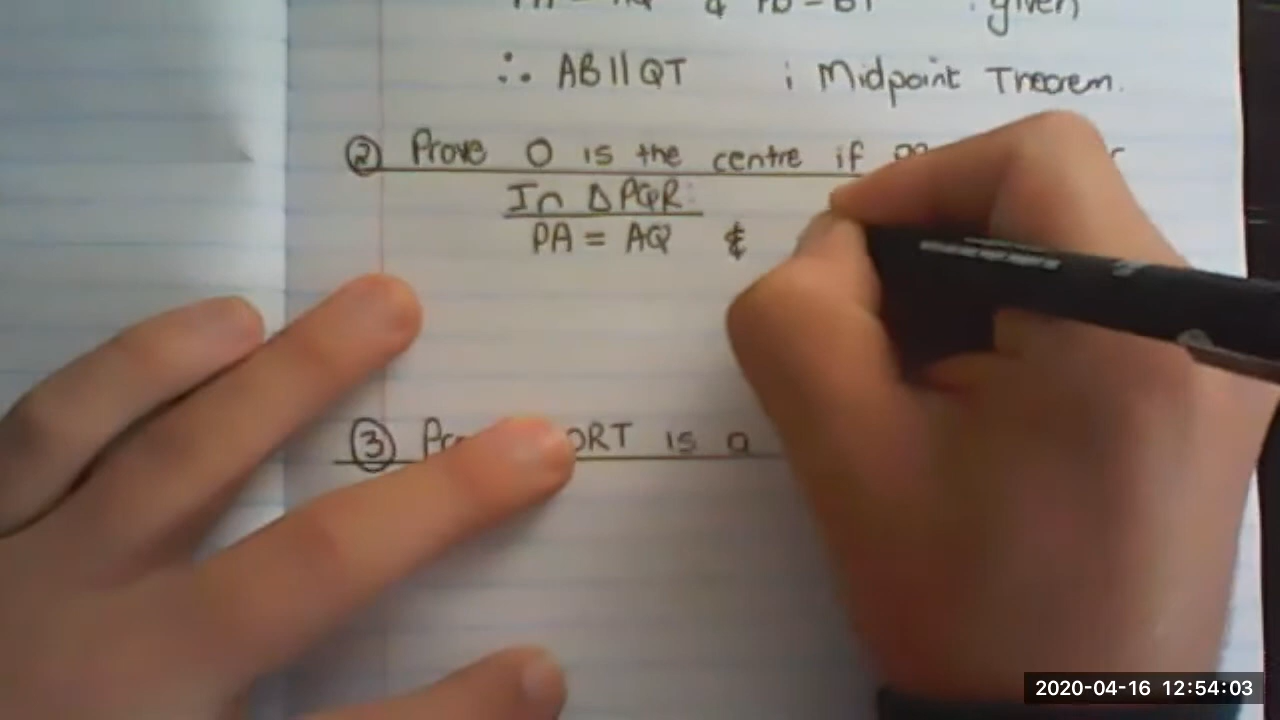 given
∴ AB || QT ; Midpoint Theorem.
② Prove O is the centre if
In Δ PQR:
PA = AQ &
③ ORT is a
2020-04-16 12:54:03